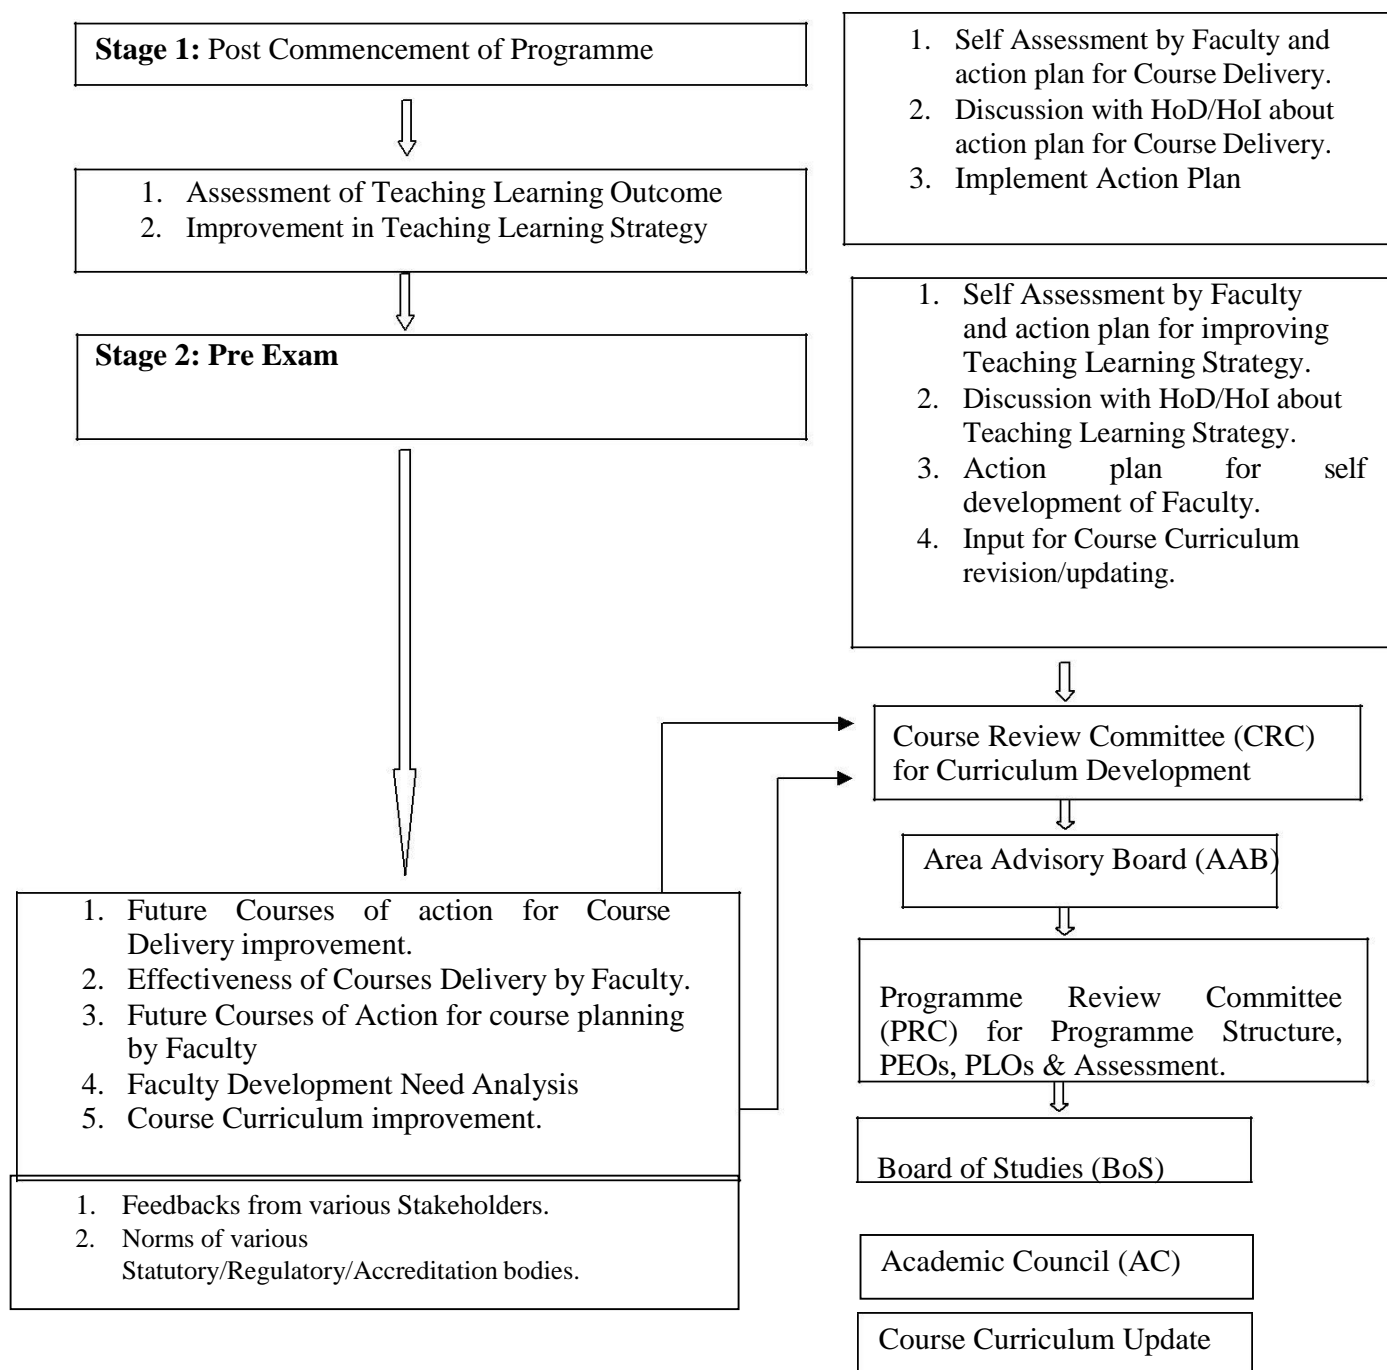 Stage 1: Post Commencement of Programme
1. Assessment of Teaching Learning Outcome
2. Improvement in Teaching Learning Strategy
Stage 2: Pre Exam
1. Future Courses of action for Course
Delivery improvement.
2. Effectiveness of Courses Delivery by Faculty.
3. Future Courses of Action for course planning
by Faculty
4. Faculty Development Need Analysis
5. Course Curriculum improvement.
1. Feedbacks from various Stakeholders.
2. Norms of various
Statutory/Regulatory/Accreditation bodies.
1. Self Assessment by Faculty and
action plan for Course Delivery.
2. Discussion with HoD/HoI about
action plan for Course Delivery.
3. Implement Action Plan
1. Self Assessment by Faculty
and action plan for improving
Teaching Learning Strategy.
2. Discussion with HoD/HoI about
Teaching Learning Strategy.
3. Action plan for self
development of Faculty.
4. Input for Course Curriculum
revision/updating.
Course Review Committee (CRC)
for Curriculum Development
Area Advisory Board (AAB)
Programme Review Committee
(PRC) for Programme Structure,
PEOs, PLOs & Assessment.
Board of Studies (BoS)
Academic Council (AC)
Course Curriculum Update